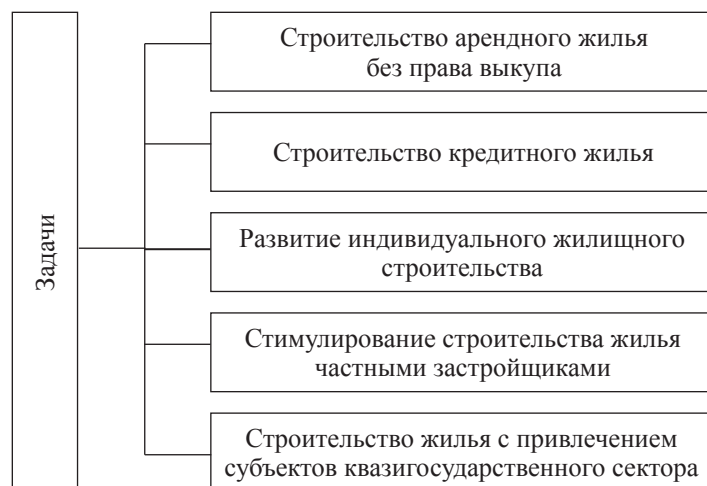 Задачи
Строительство арендного жилья
без права выкупа
Строительство кредитного жилья
Развитие индивидуального жилищного
строительства
Стимулирование строительства жилья
частными застройщиками
Строительство жилья с привлечением
субъектов квазигосударственного сектора